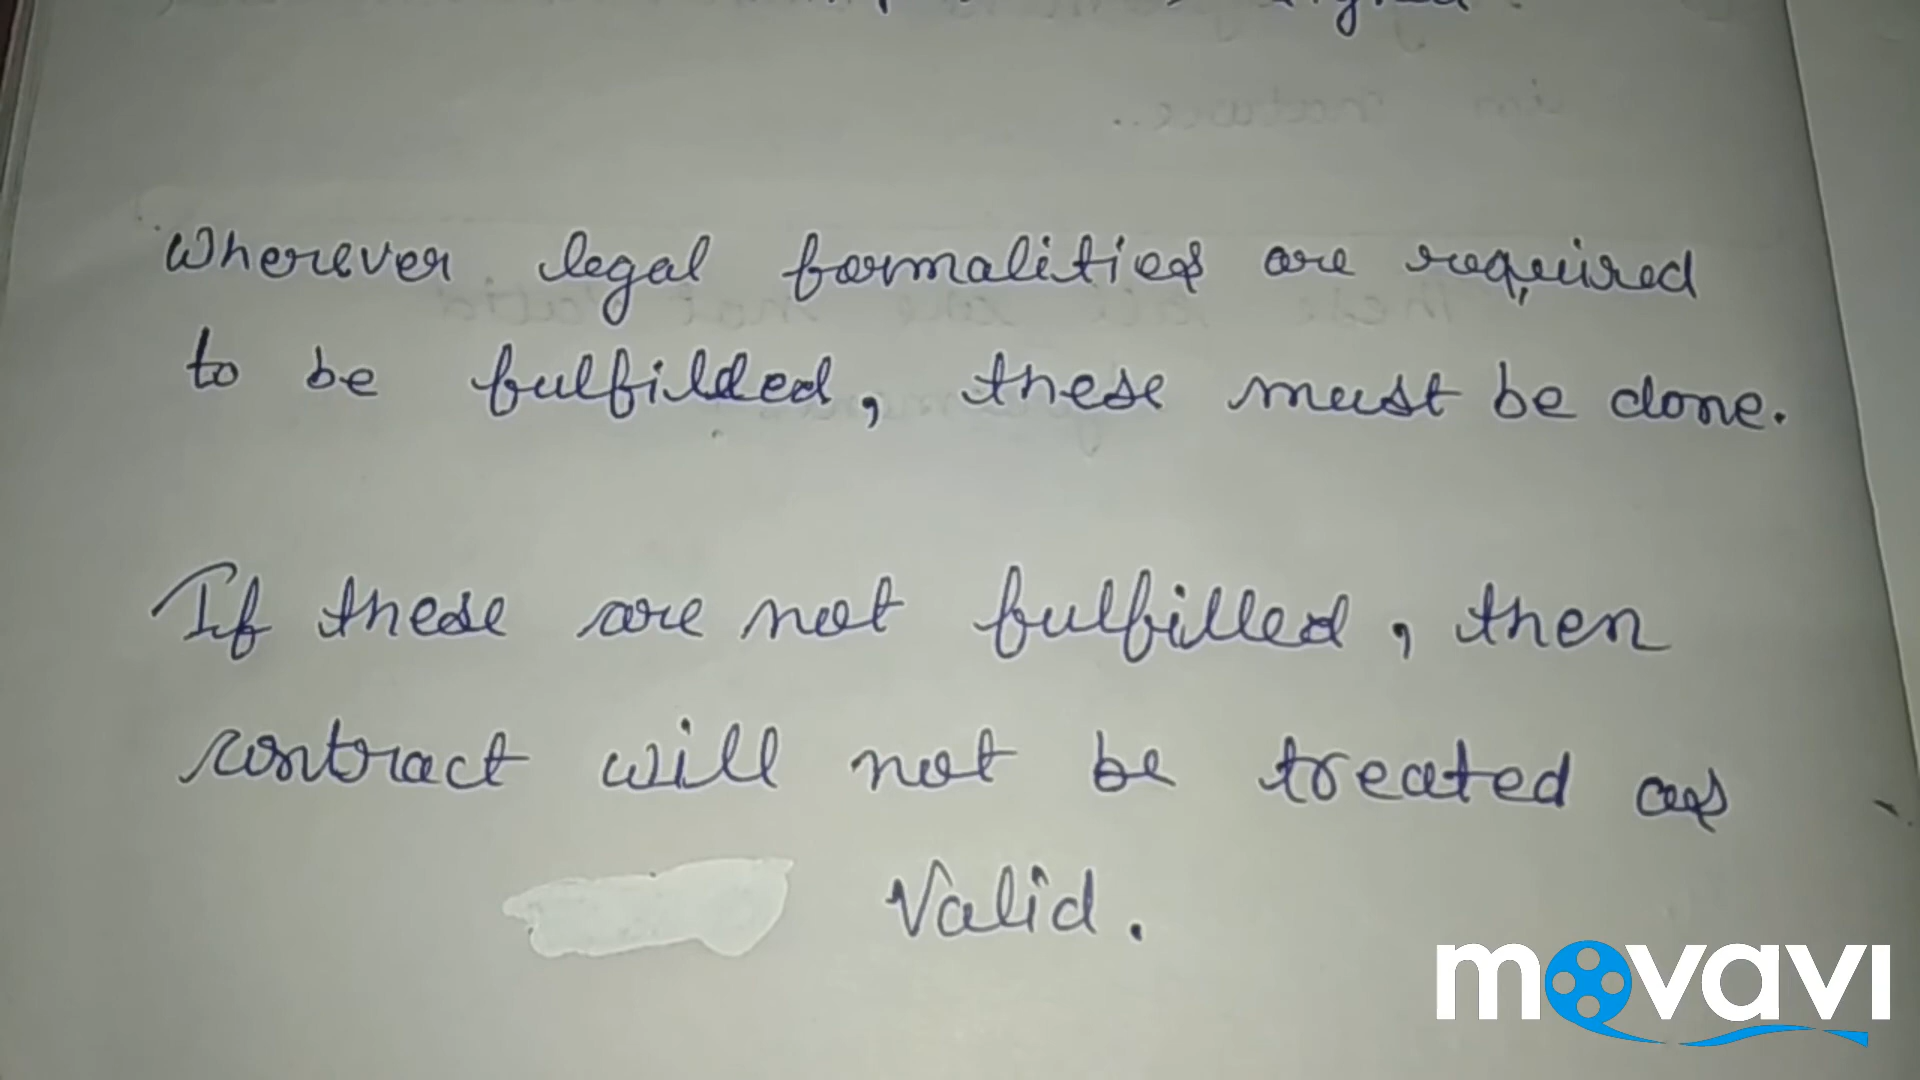 Wherever legal formalities are required
to be fulfilded, these must be done.
If these are not fulfilled, then
contract will not be treated as
Valid.
movavi